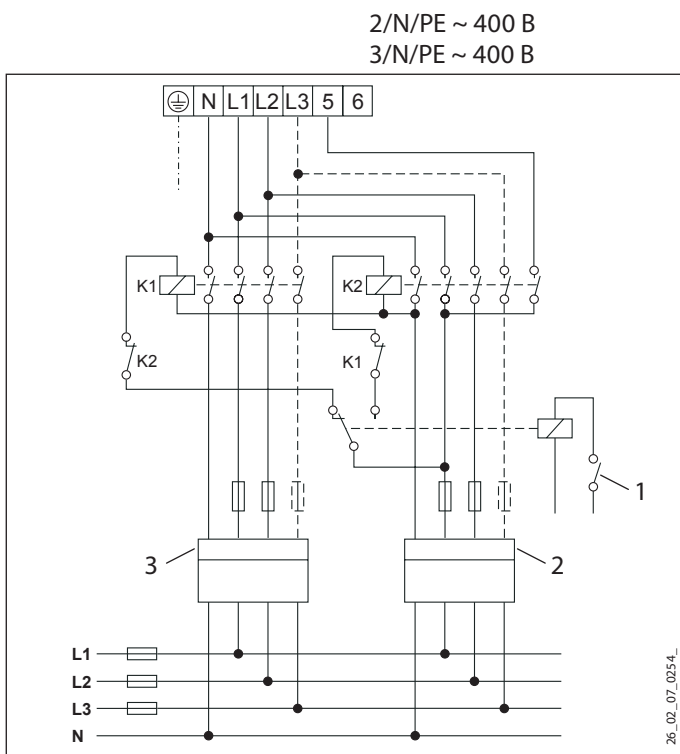 2/N/PE ~ 400 В
3/N/PE ~ 400 В
N L1 L2 L3 5 6
K1 K2
K2 K1
1
3 2
L1
L2
L3
N
26_02_07_0254_